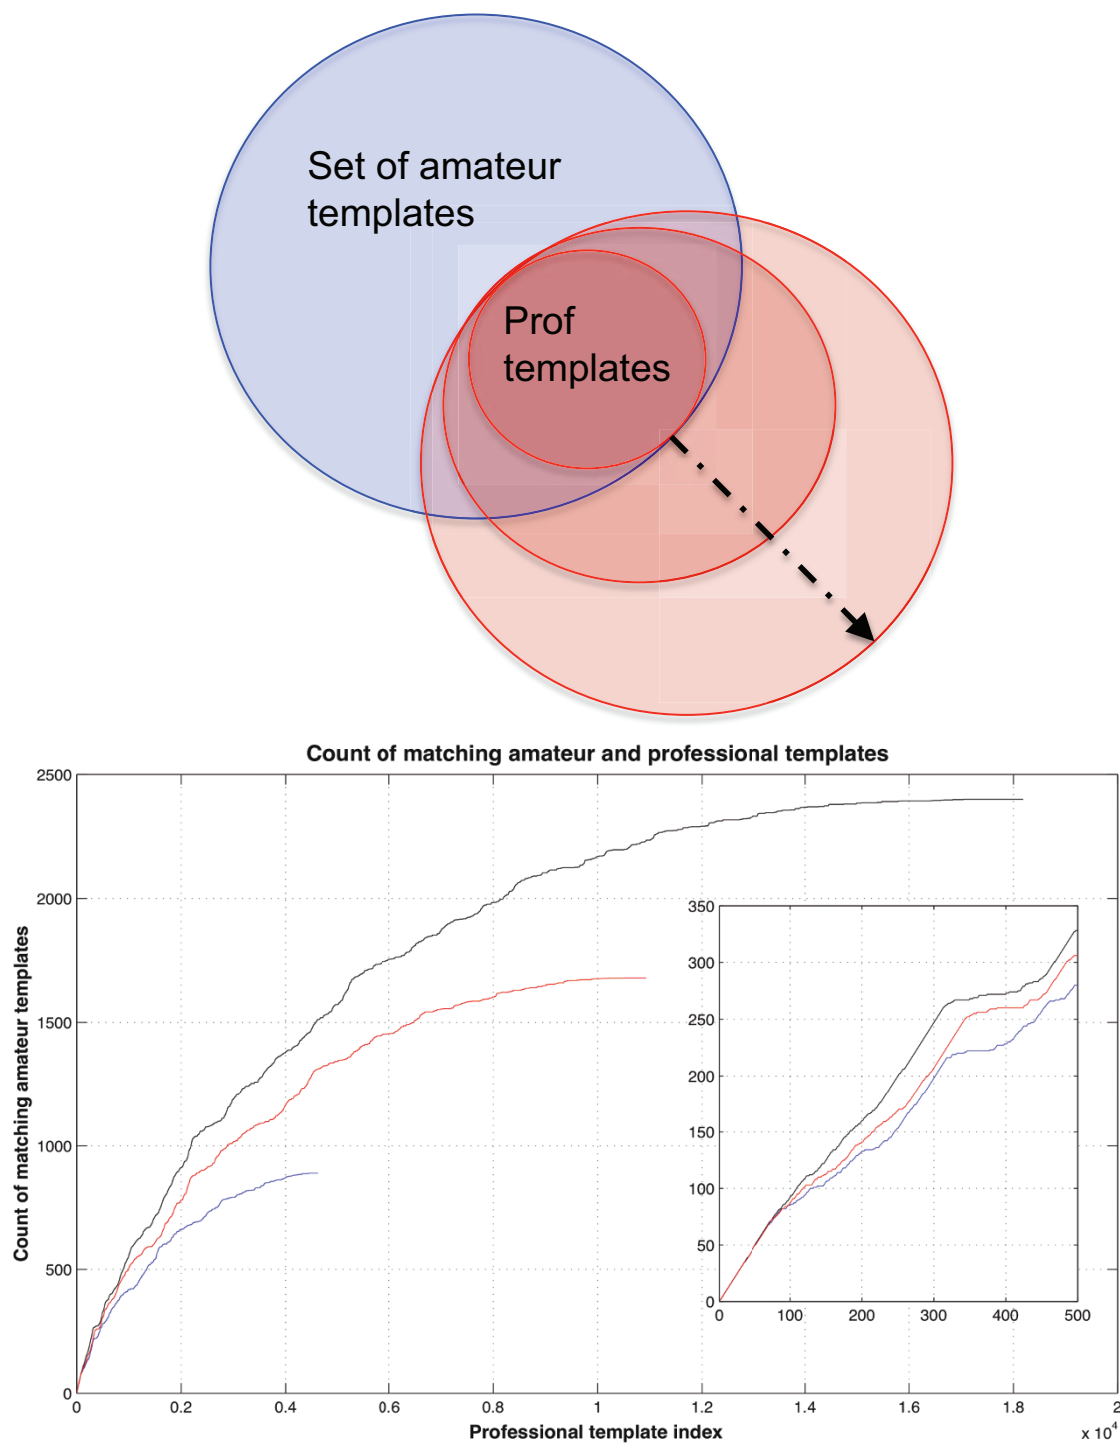 Set of amateur
templates
Prof
templates
Count of matching amateur and professional templates
Count of matching amateur templates
2500
2000
1500
1000
500
0
350
300
250
200
150
100
50
0
0 100 200 300 400 500
0 0.2 0.4 0.6 0.8 1 1.2 1.4 1.6 1.8 2
x 10⁴
Professional template index